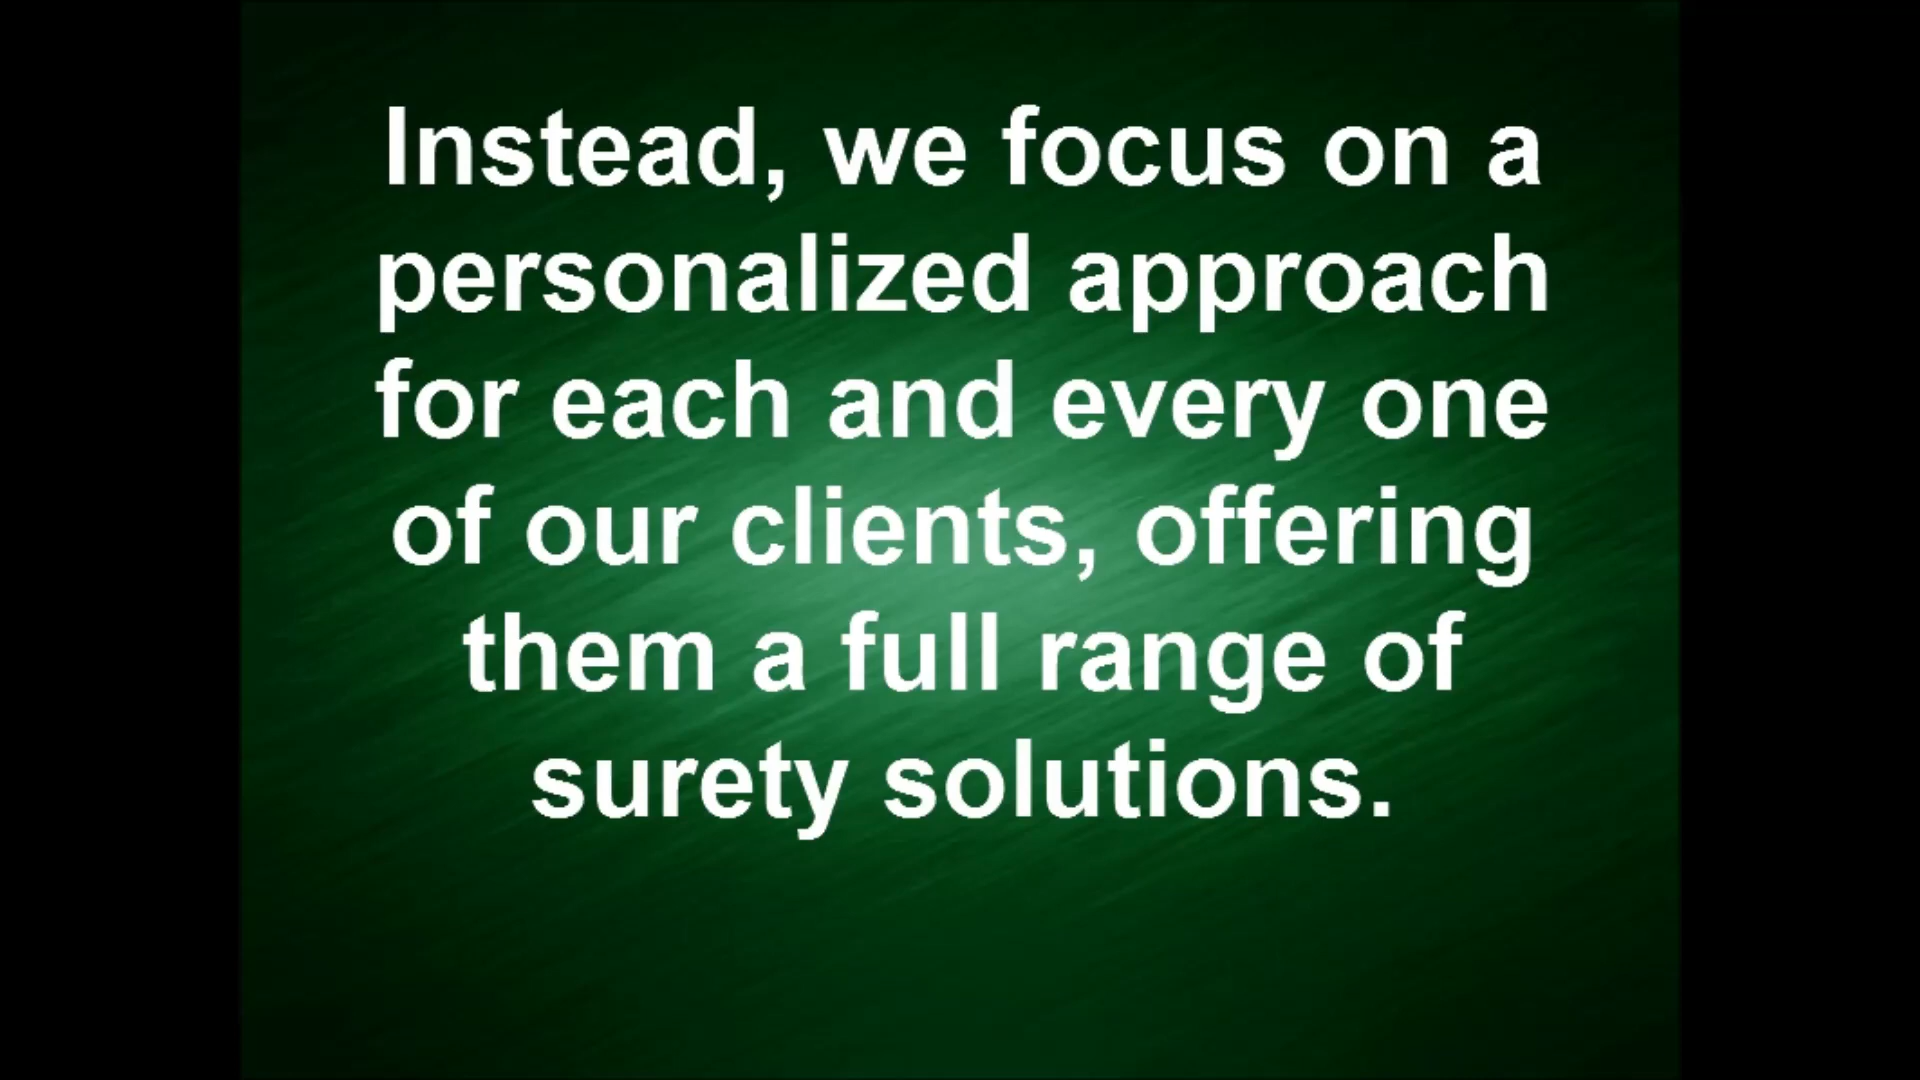 Instead, we focus on a
personalized approach
for each and every one
of our clients, offering
them a full range of
surety solutions.